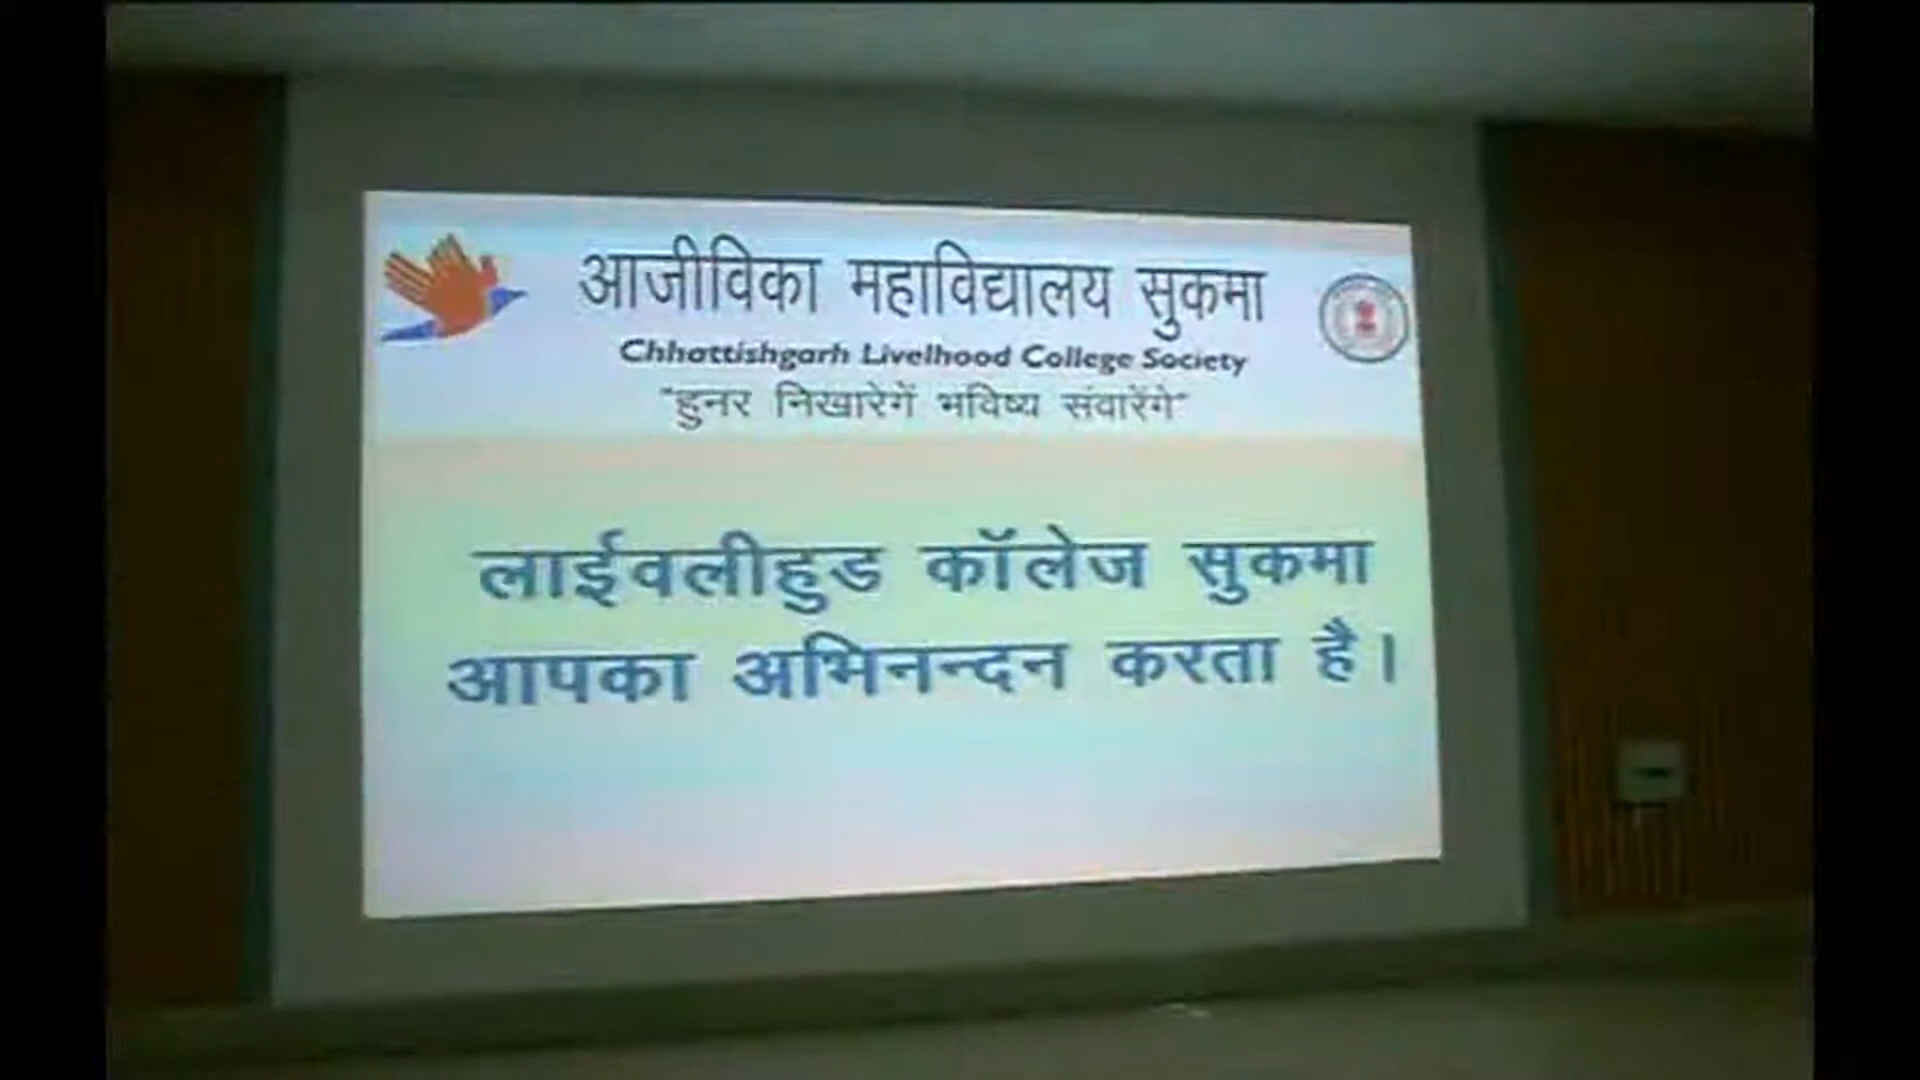 आजीविका महाविद्यालय सुकमा
Chhattishgarh Livelhood College Society
"हुनर निखारेगें भविष्य संवारेंगे"
लाईवलीहुड कॉलेज सुकमा
आपका अभिनन्दन करता है।